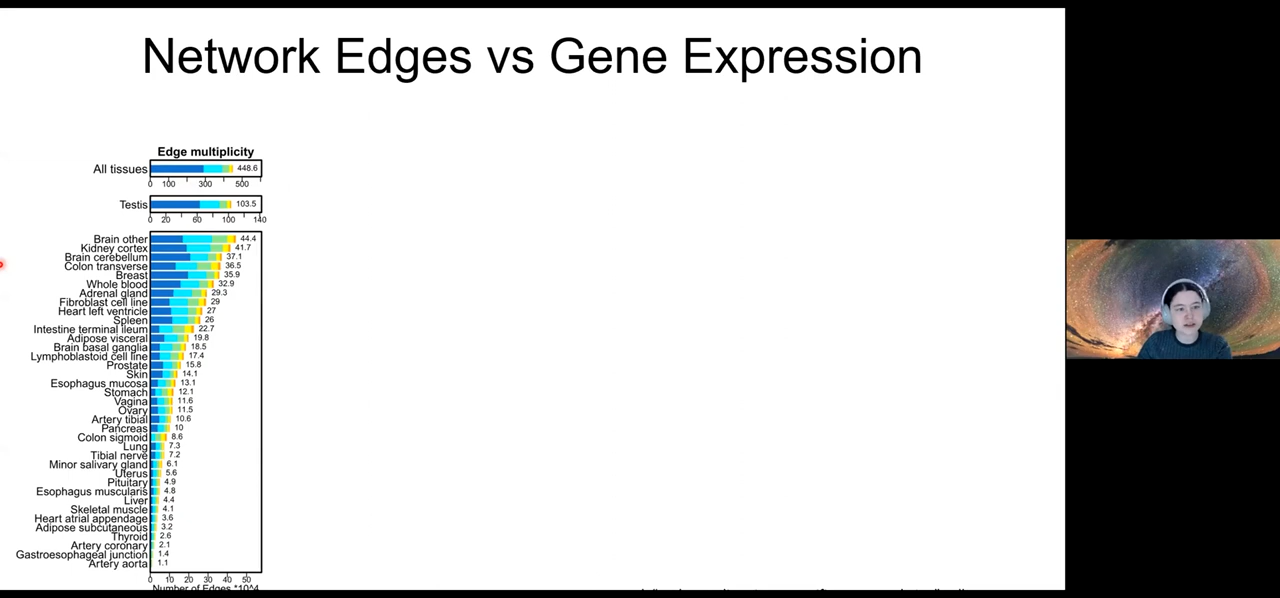 Network Edges vs Gene Expression
Edge multiplicity
All tissues 448.6
0 100 300 500
Testis 103.5
0 20 60 100 140
Brain other 44.4
Kidney cortex 41.7
Brain cerebellum 37.1
Colon transverse 36.5
Breast 35.9
Whole blood 32.9
Adrenal gland 29.3
Fibroblast cell line 29
Heart left ventricle 27
Spleen 26
Intestine terminal ileum 22.7
Adipose visceral 19.8
Brain basal ganglia 18.5
Lymphoblastoid cell line 17.4
Prostate 15.8
Skin 14.1
Esophagus mucosa 13.1
Stomach 12.1
Vagina 11.6
Ovary 11.5
Artery tibial 10.6
Pancreas 10
Colon sigmoid 8.6
Lung 7.3
Tibial nerve 7.2
Minor salivary gland 6.1
Uterus 5.6
Pituitary 4.9
Esophagus muscularis 4.8
Liver 4.4
Skeletal muscle 4.1
Heart atrial appendage 3.6
Adipose subcutaneous 3.2
Thyroid 2.6
Artery coronary 2.1
Gastroesophageal junction 1.4
Artery aorta 1.1
0 10 20 30 40 50
Number of Edges *10^4